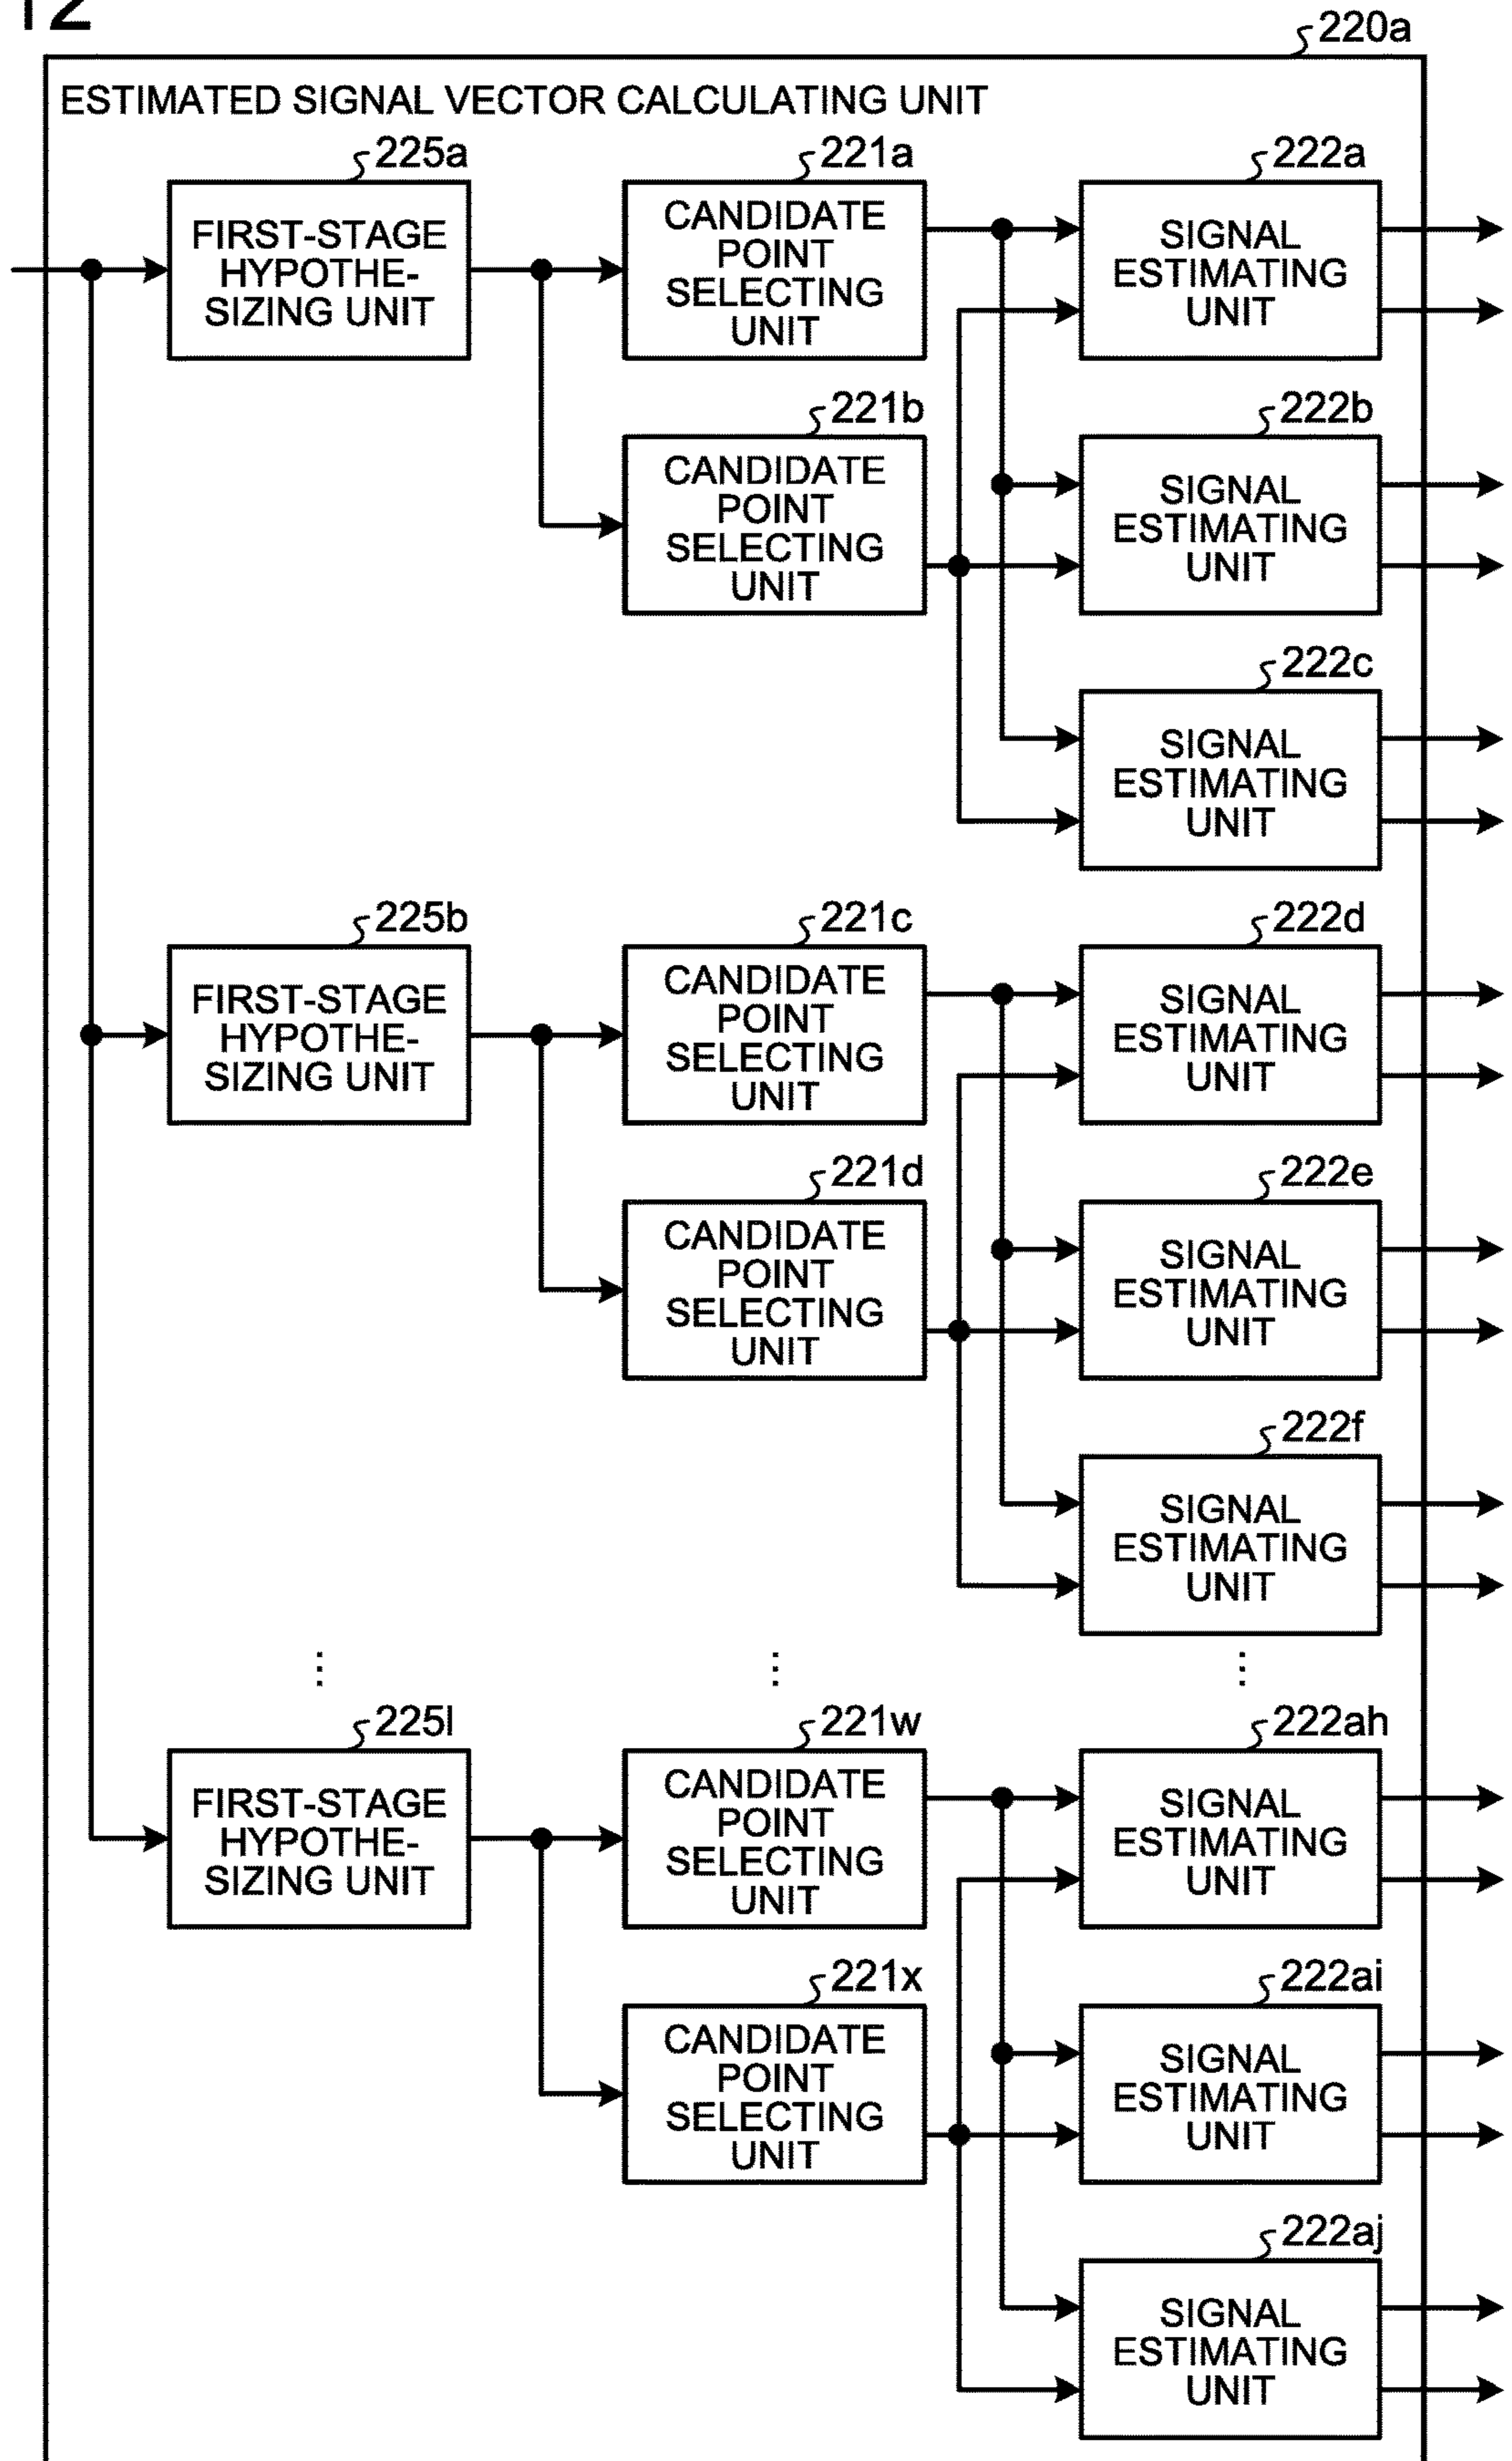 12
220a
ESTIMATED SIGNAL VECTOR CALCULATING UNIT
225a
FIRST-STAGE
HYPOTHE-
SIZING UNIT
221a
CANDIDATE
POINT
SELECTING
UNIT
222a
SIGNAL
ESTIMATING
UNIT
221b
CANDIDATE
POINT
SELECTING
UNIT
222b
SIGNAL
ESTIMATING
UNIT
222c
SIGNAL
ESTIMATING
UNIT
225b
FIRST-STAGE
HYPOTHE-
SIZING UNIT
221c
CANDIDATE
POINT
SELECTING
UNIT
222d
SIGNAL
ESTIMATING
UNIT
221d
CANDIDATE
POINT
SELECTING
UNIT
222e
SIGNAL
ESTIMATING
UNIT
222f
SIGNAL
ESTIMATING
UNIT
225l
FIRST-STAGE
HYPOTHE-
SIZING UNIT
221w
CANDIDATE
POINT
SELECTING
UNIT
222ah
SIGNAL
ESTIMATING
UNIT
221x
CANDIDATE
POINT
SELECTING
UNIT
222ai
SIGNAL
ESTIMATING
UNIT
222aj
SIGNAL
ESTIMATING
UNIT